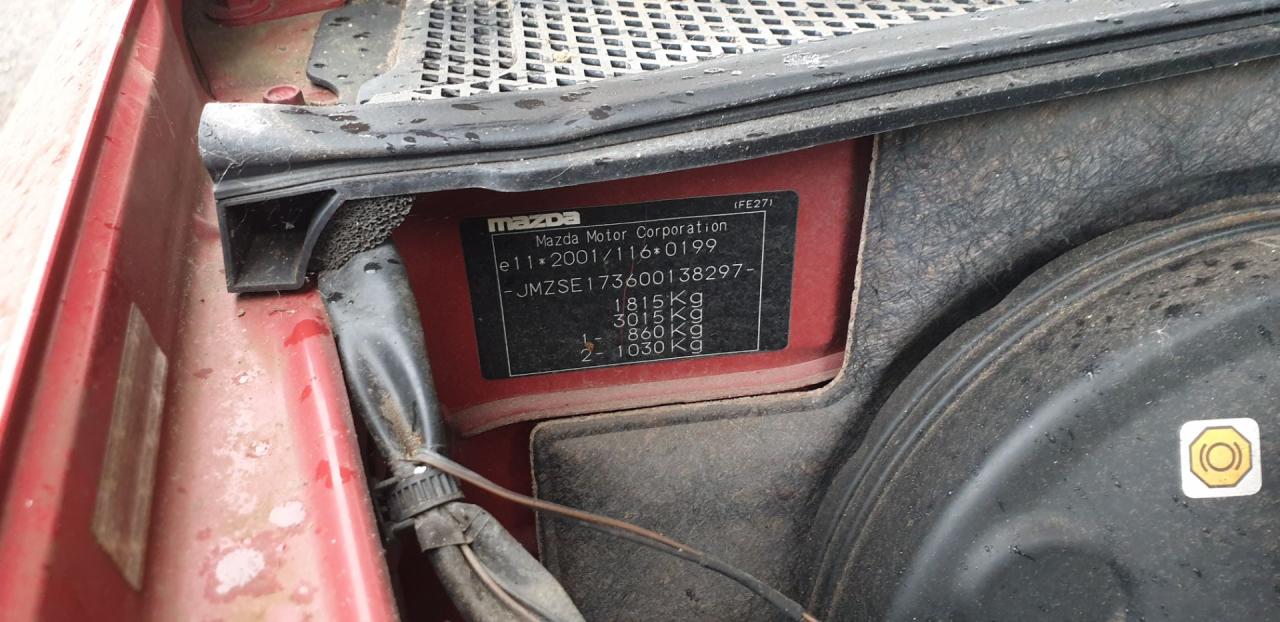 mazda
(FE27)
Mazda Motor Corporation
e11*2001/116*0199
-JMZSE173600138297-
1815Kg
3015Kg
1- 860Kg
2- 1030Kg